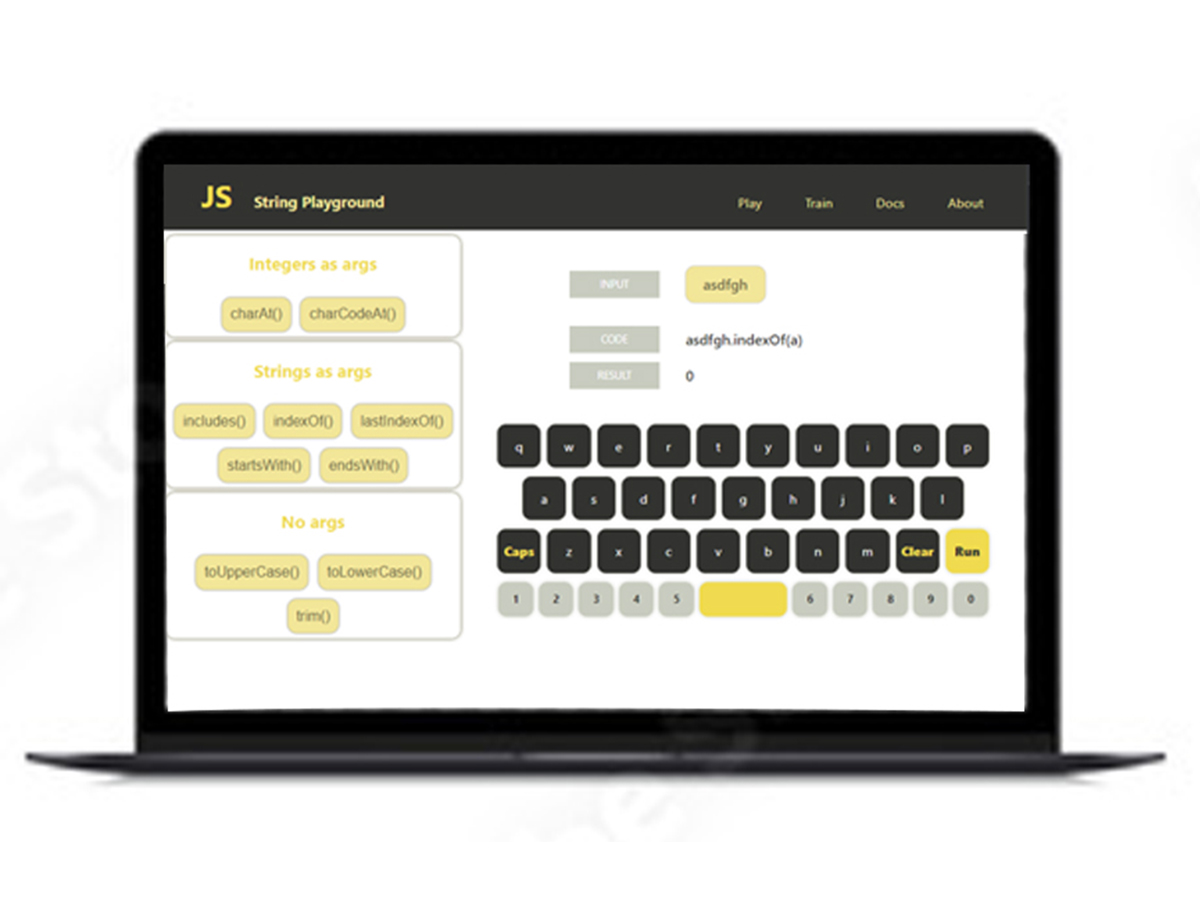 JS String Playground Play Train Docs About
Integers as args
charAt() charCodeAt()
Strings as args
includes() indexOf() lastIndexOf()
startsWith() endsWith()
No args
toUpperCase() toLowerCase()
trim()
INPUT asdfgh
CODE asdfgh.indexOf(a)
RESULT 0
q w e r t y u i o p
a s d f g h j k l
Caps z x c v b n m Clear Run
1 2 3 4 5 6 7 8 9 0